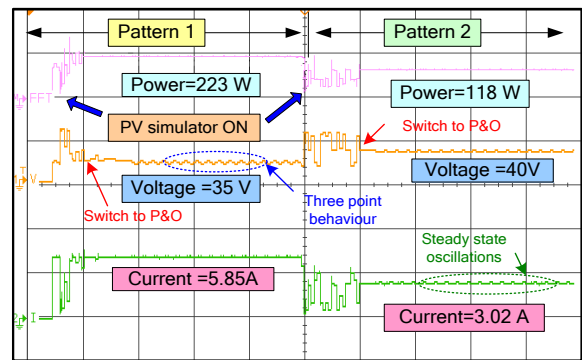 Pattern 1
Pattern 2
Power=223 W
Power=118 W
FFT
PV simulator ON
Switch to P&O
V
Voltage =35 V
Voltage =40V
Switch to P&O
Three point
behaviour
Steady state
oscillations
Current=5.85A
Current=3.02 A
2
I